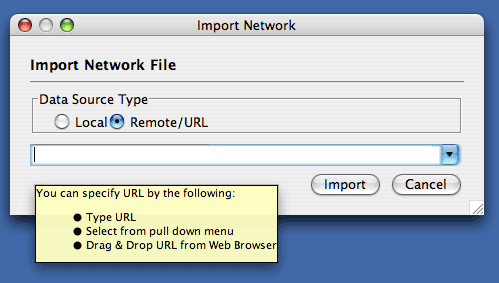 Import Network
Import Network File
Data Source Type
Local Remote/URL
You can specify URL by the following:
Type URL
Select from pull down menu
Drag & Drop URL from Web Browser
Import Cancel